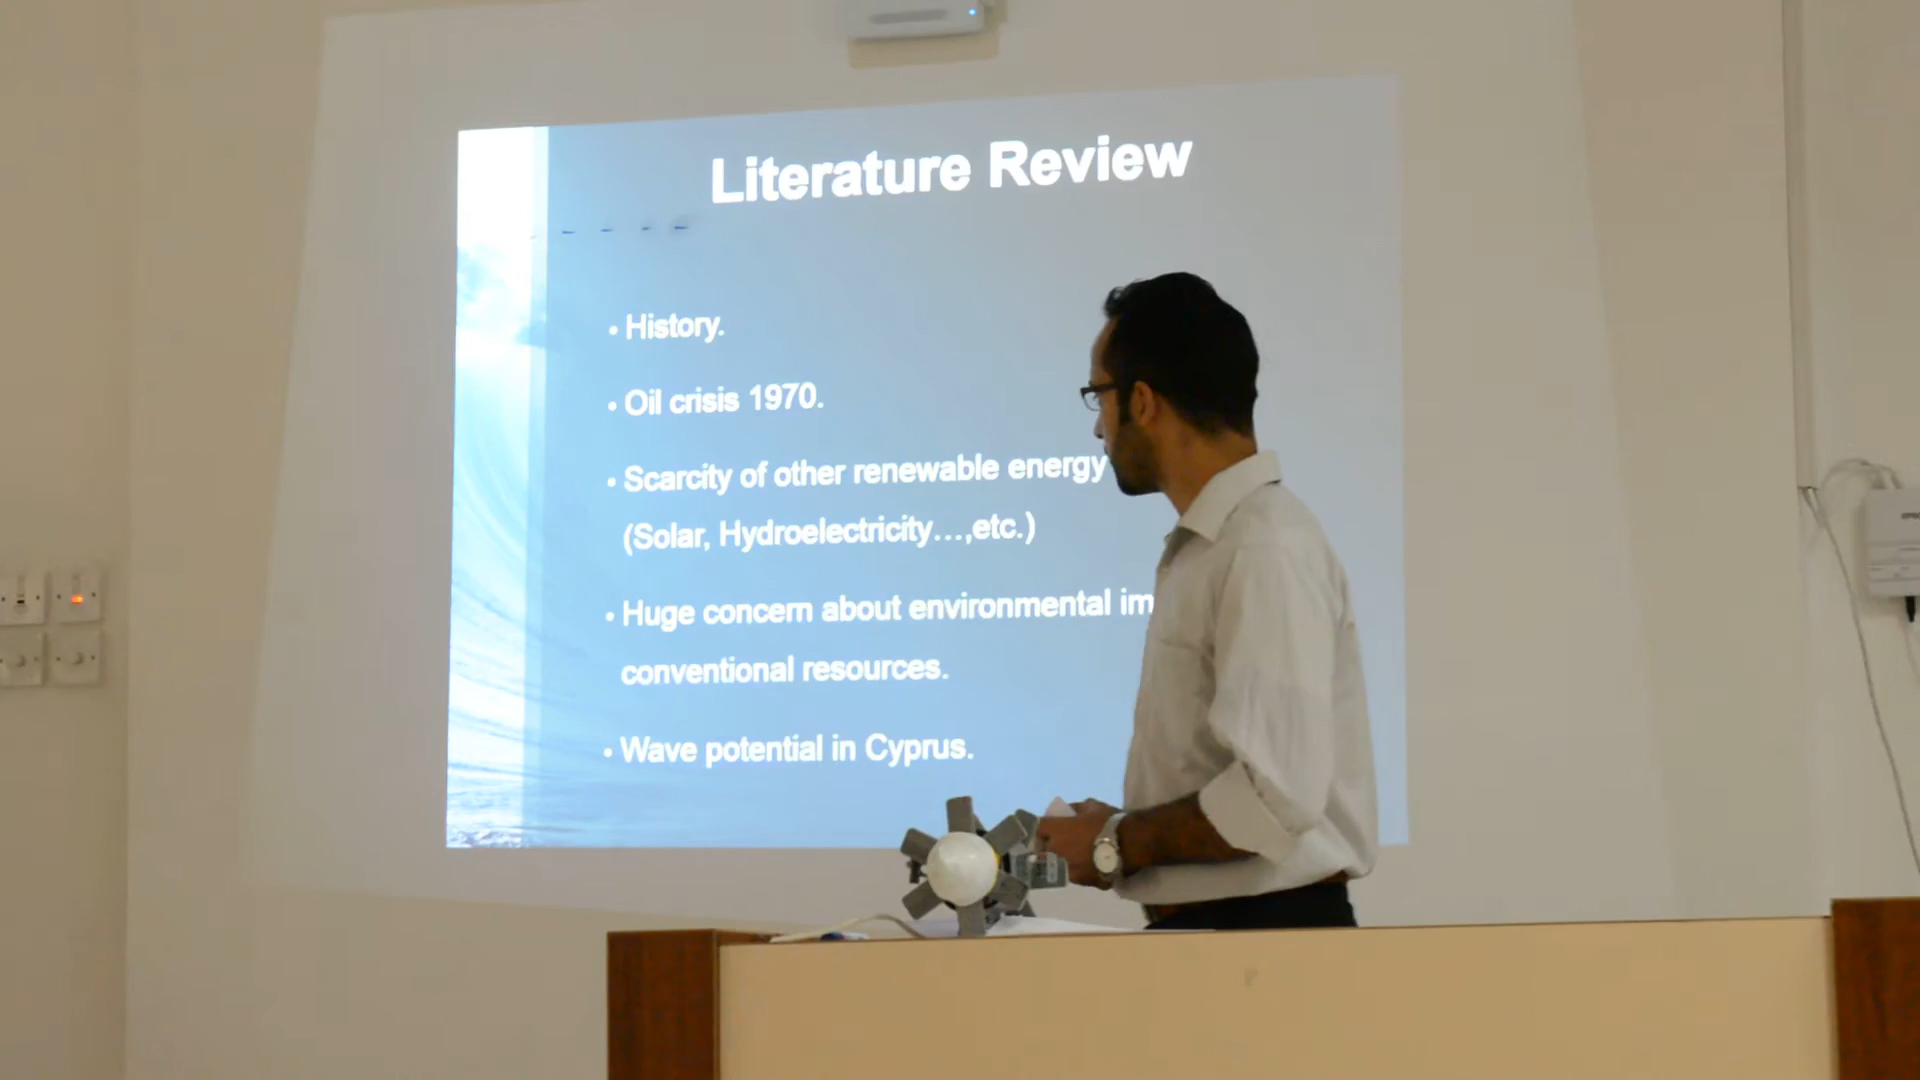 Literature Review
• History.
• Oil crisis 1970.
• Scarcity of other renewable energy
(Solar, Hydroelectricity…,etc.)
• Huge concern about environmental im
conventional resources.
• Wave potential in Cyprus.